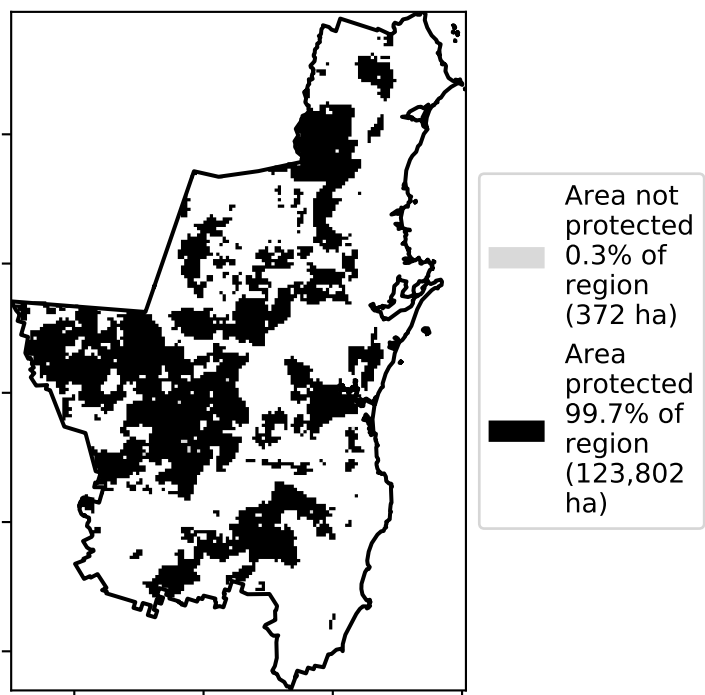 Area not
protected
0.3% of
region
(372 ha)
Area
protected
99.7% of
region
(123,802
ha)